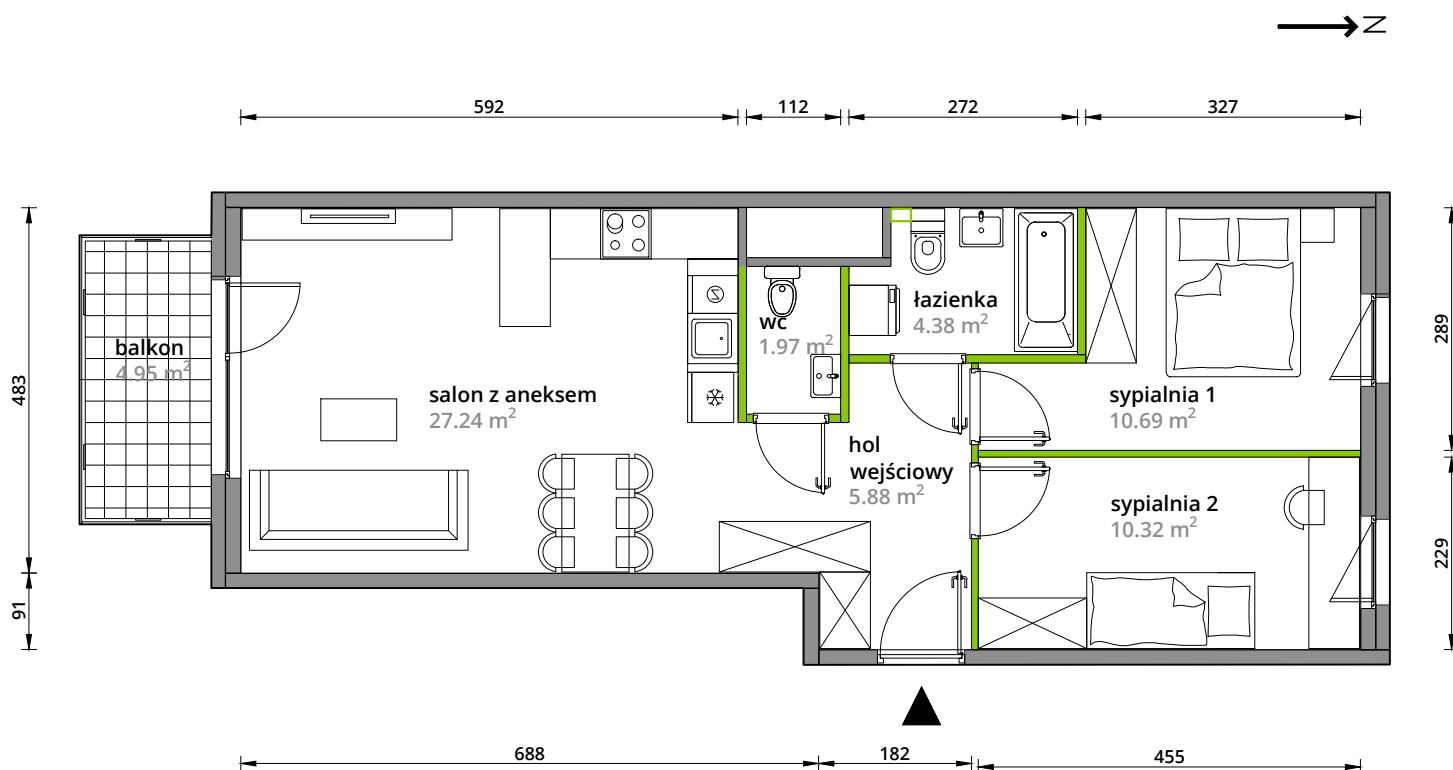 N
592
112
272
327
483
91
289
229
balkon
4.95 m²
salon z aneksem
27.24 m²
wc
1.97 m²
łazienka
4.38 m²
hol
wejściowy
5.88 m²
sypialnia 1
10.69 m²
sypialnia 2
10.32 m²
688
182
455